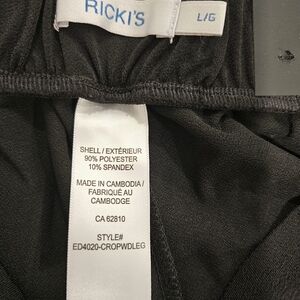 RICKI'S
L/G
SHELL / EXTÉRIEUR
90% POLYESTER
10% SPANDEX
MADE IN CAMBODIA /
FABRIQUÉ AU
CAMBODGE
CA 62810
STYLE#
ED4020-CROPWDLEG